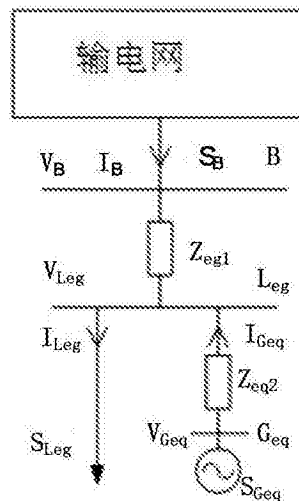 输电网
V_B I_B S_B B
Z_eg1
V_Leg L_eg
I_Leg I_Geq
Z_eq2
S_Leg V_Geq G_eq
S_Geq